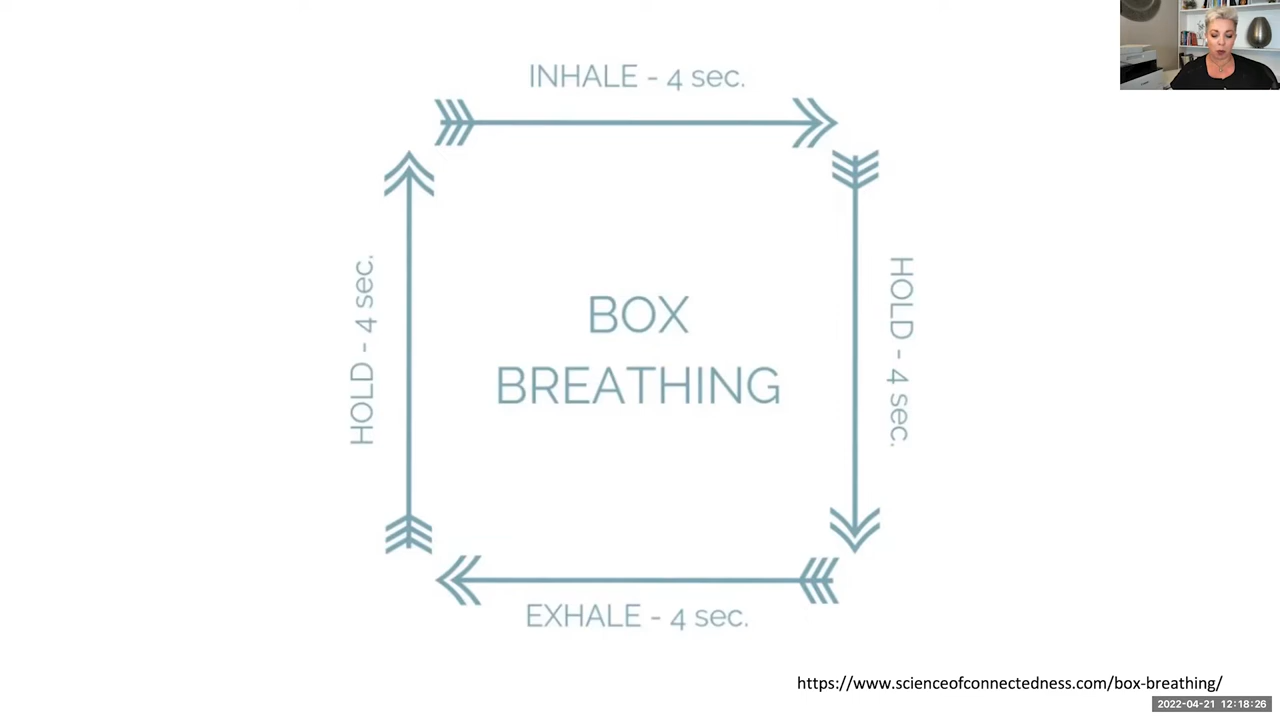 INHALE - 4 sec.
HOLD - 4 sec.
HOLD - 4 sec.
BOX
BREATHING
EXHALE - 4 sec.
https://www.scienceofconnectedness.com/box-breathing/
2022-04-21 12:18:26